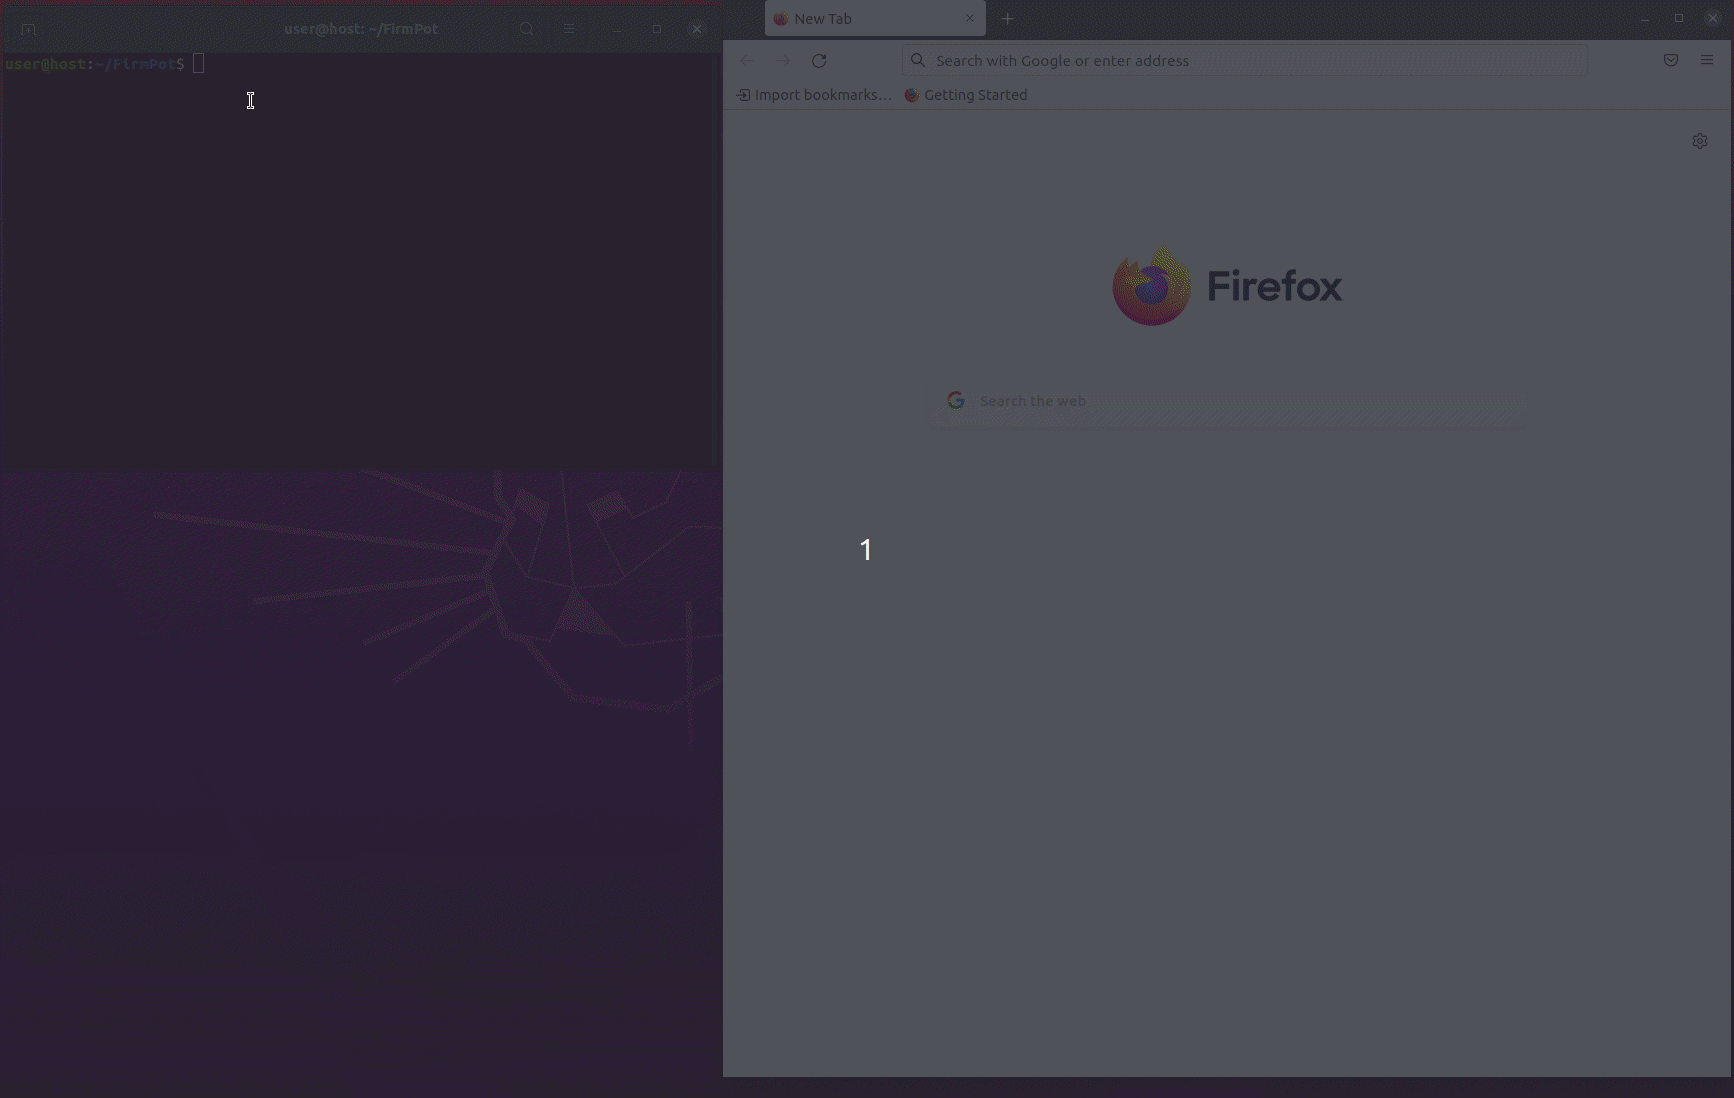 user@host: ~/FirmPot
user@host:~/FirmPot$
New Tab
Search with Google or enter address
Import bookmarks…
Getting Started
Firefox
Search the web
1